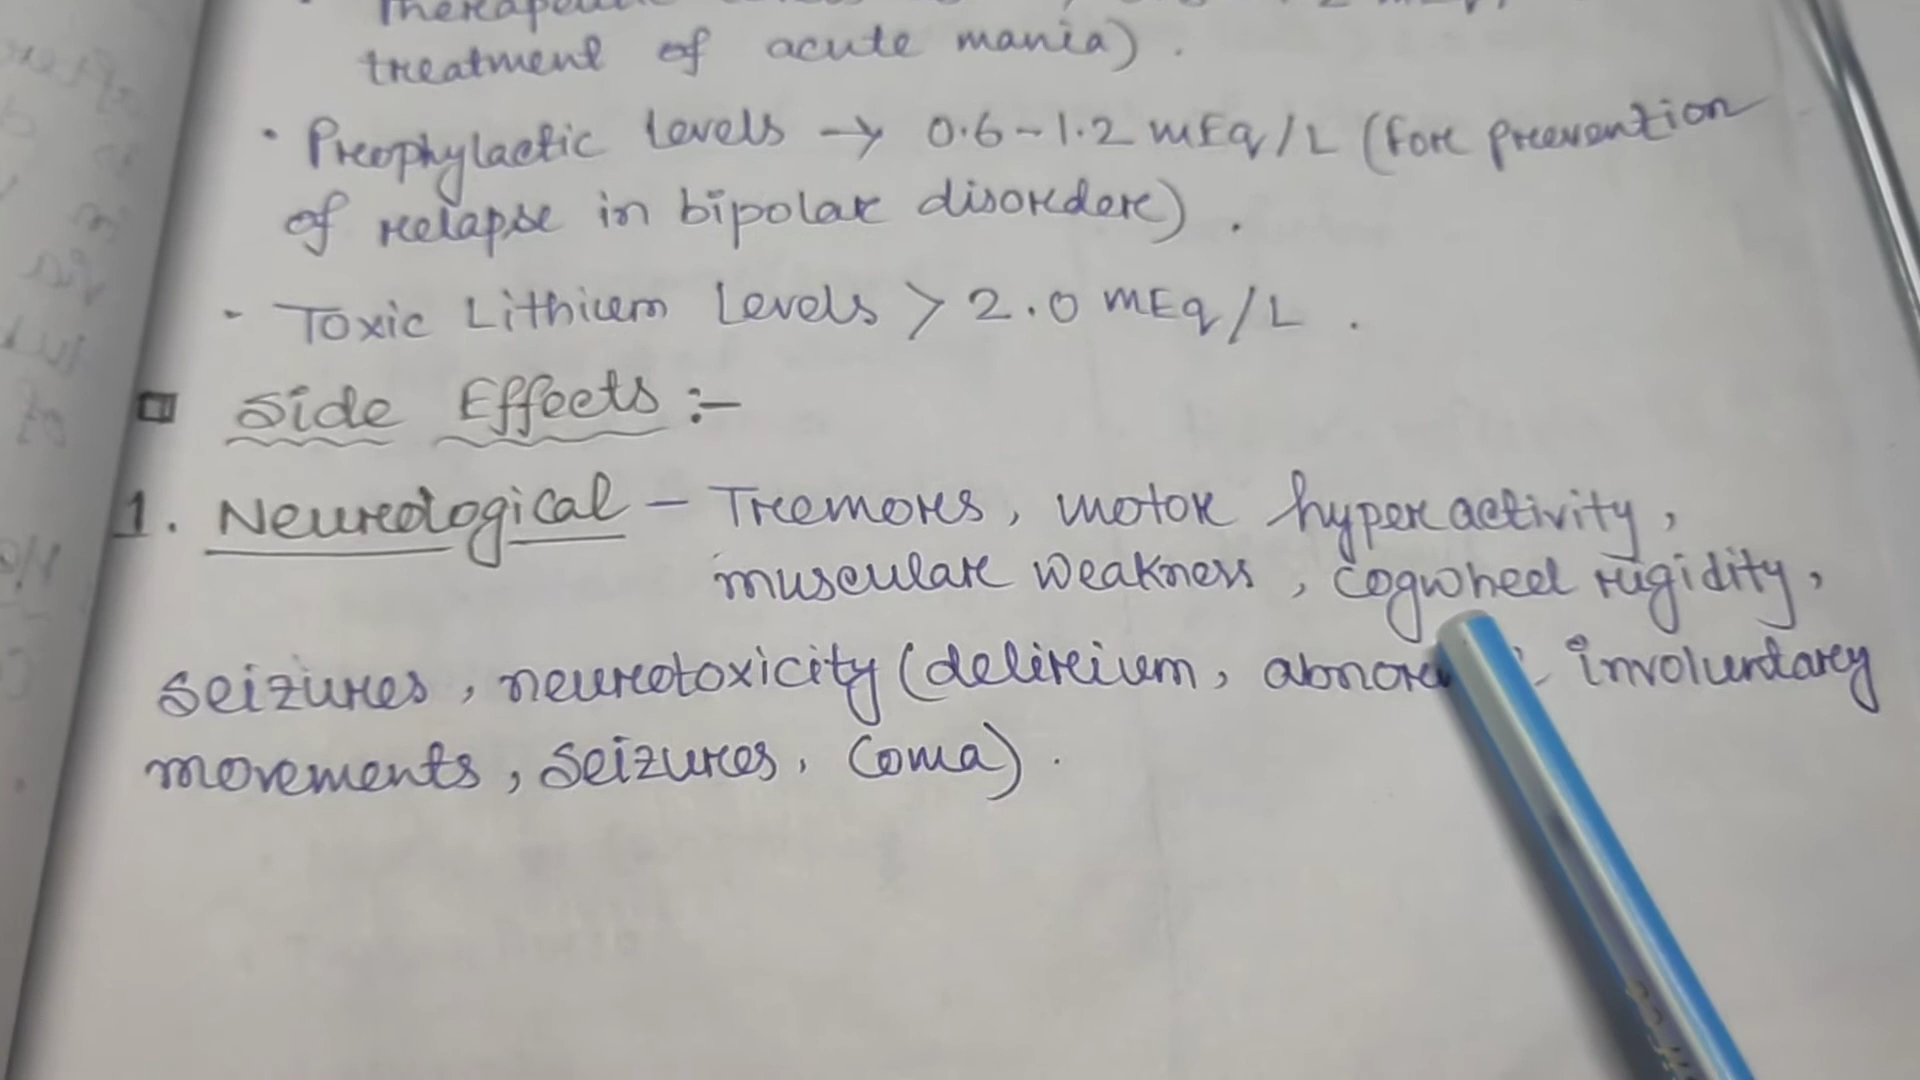 treatment of acute mania).
• Prophylactic Levels → 0.6-1.2 mEq/L (for prevention
of relapse in bipolar disorder).
- Toxic Lithium Levels > 2.0 mEq/L.
Side Effects :-
1. Neurological - Tremors, motor hyperactivity,
muscular weakness, cogwheel rigidity,
seizures, neurotoxicity (delirium, involuntary
movements, seizures, Coma).